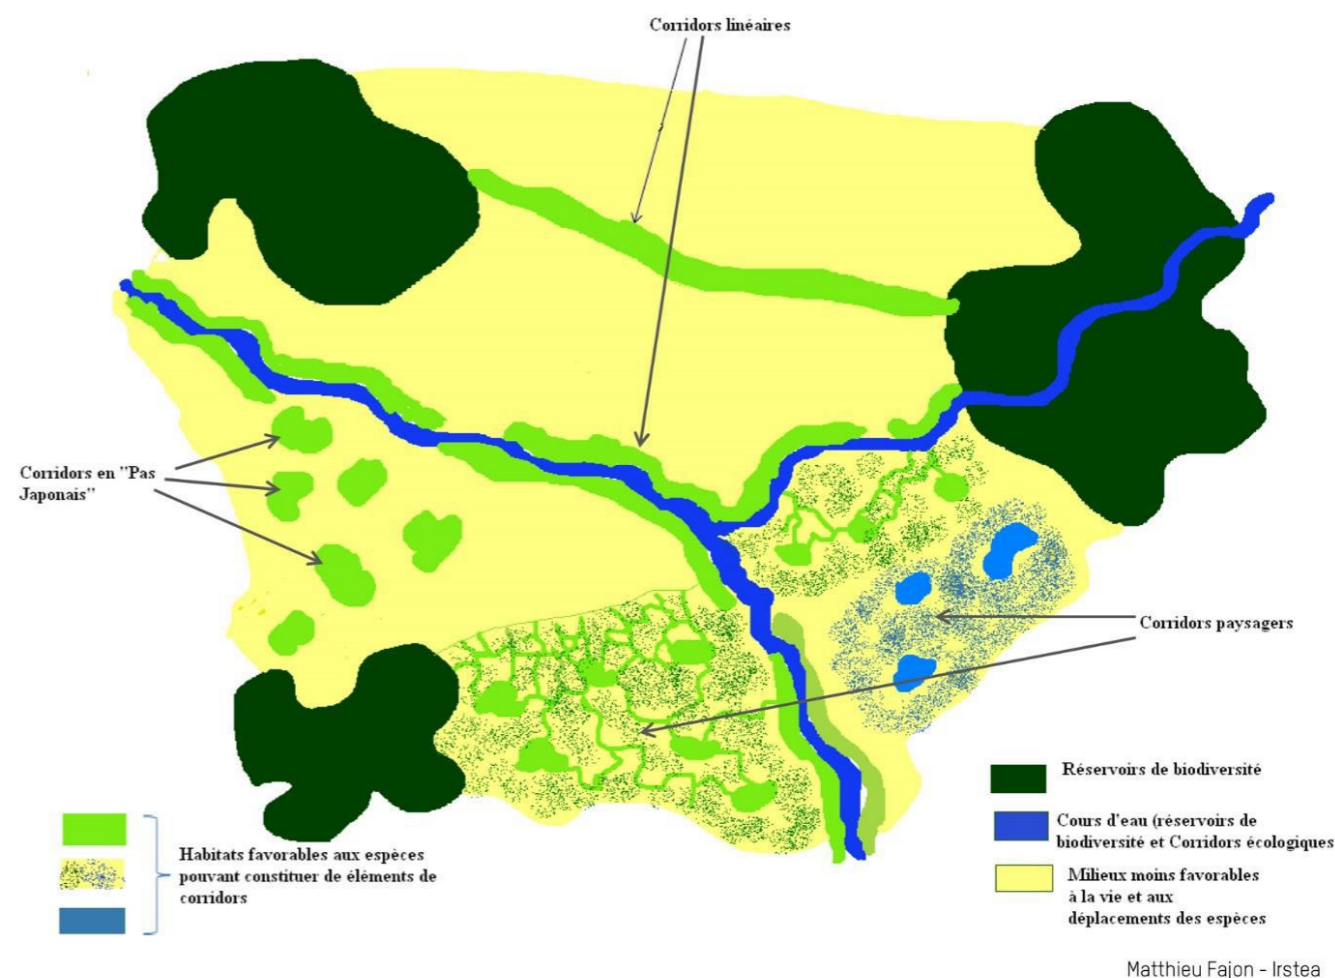 Corridors linéaires
Corridors en "Pas
Japonais"
Corridors paysagers
Réservoirs de biodiversité
Cours d'eau (réservoirs de
biodiversité et Corridors écologiques
Milieux moins favorables
à la vie et aux
déplacements des espèces
Habitats favorables aux espèces
pouvant constituer de éléments de
corridors
Matthieu Fajon - Irstea